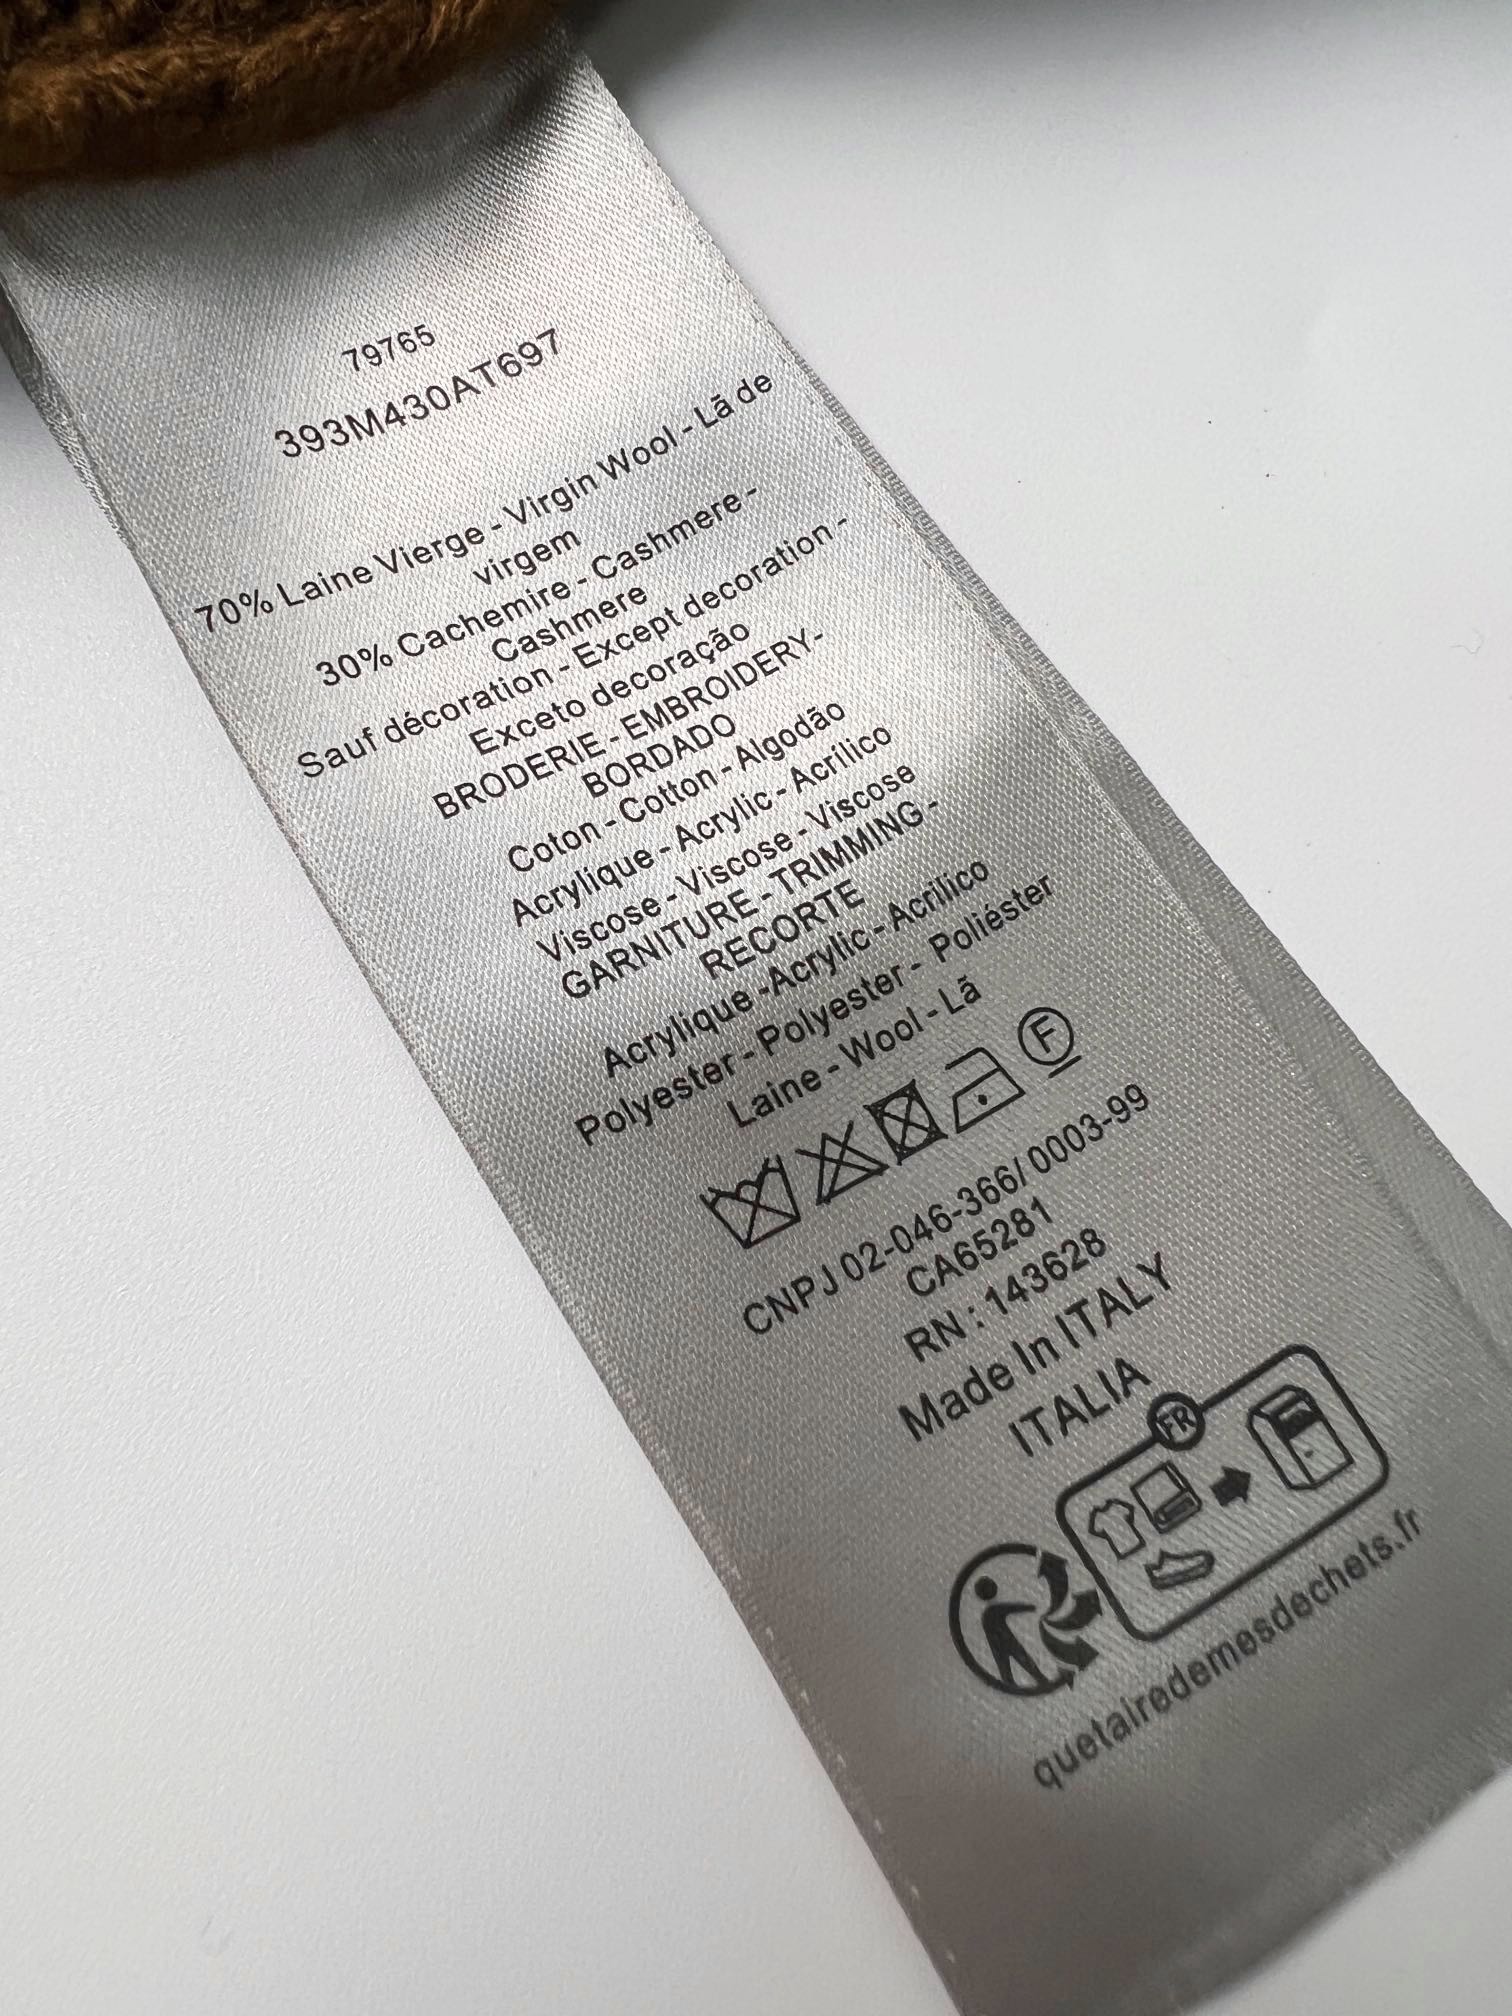 79765
393M430AT697
70% Laine Vierge - Virgin Wool - Lã de
virgem
30% Cachemire - Cashmere -
Cashmere
Sauf décoration - Except decoration -
Exceto decoração
BRODERIE - EMBROIDERY-
BORDADO
Coton - Cotton - Algodão
Acrylique - Acrylic - Acrílico
Viscose - Viscose - Viscose
GARNITURE - TRIMMING -
RECORTE
Acrylique -Acrylic - Acrílico
Polyester - Polyester - Poliéster
Laine - Wool - Lã
F
CNPJ 02-046-366/ 0003-99
CA65281
RN : 143628
Made In ITALY
ITALIA
FR
quetairedemesdechets.fr